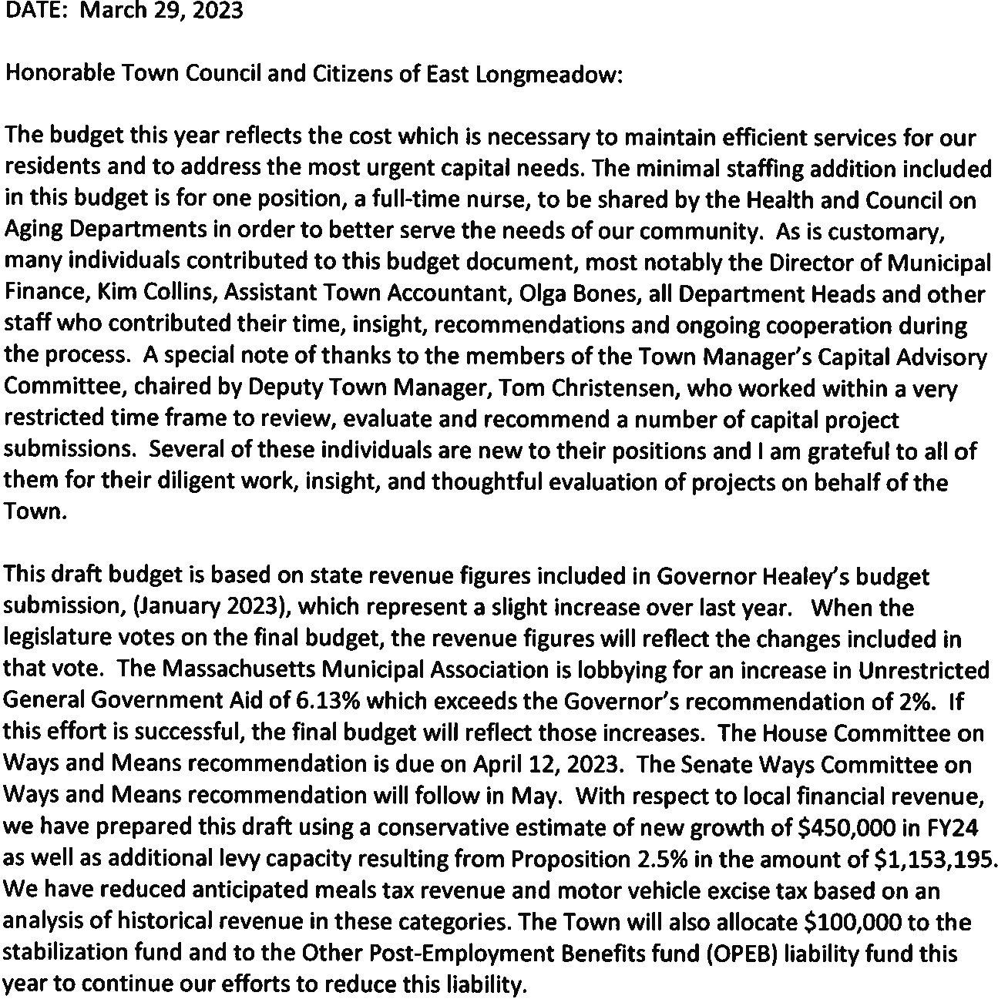 DATE: March 29, 2023
Honorable Town Council and Citizens of East Longmeadow:
The budget this year reflects the cost which is necessary to maintain efficient services for our
residents and to address the most urgent capital needs. The minimal staffing addition included
in this budget is for one position, a full-time nurse, to be shared by the Health and Council on
Aging Departments in order to better serve the needs of our community. As is customary,
many individuals contributed to this budget document, most notably the Director of Municipal
Finance, Kim Collins, Assistant Town Accountant, Olga Bones, all Department Heads and other
staff who contributed their time, insight, recommendations and ongoing cooperation during
the process. A special note of thanks to the members of the Town Manager's Capital Advisory
Committee, chaired by Deputy Town Manager, Tom Christensen, who worked within a very
restricted time frame to review, evaluate and recommend a number of capital project
submissions. Several of these individuals are new to their positions and I am grateful to all of
them for their diligent work, insight, and thoughtful evaluation of projects on behalf of the
Town.
This draft budget is based on state revenue figures included in Governor Healey's budget
submission, (January 2023), which represent a slight increase over last year. When the
legislature votes on the final budget, the revenue figures will reflect the changes included in
that vote. The Massachusetts Municipal Association is lobbying for an increase in Unrestricted
General Government Aid of 6.13% which exceeds the Governor's recommendation of 2%. If
this effort is successful, the final budget will reflect those increases. The House Committee on
Ways and Means recommendation is due on April 12, 2023. The Senate Ways Committee on
Ways and Means recommendation will follow in May. With respect to local financial revenue,
we have prepared this draft using a conservative estimate of new growth of $450,000 in FY24
as well as additional levy capacity resulting from Proposition 2.5% in the amount of $1,153,195.
We have reduced anticipated meals tax revenue and motor vehicle excise tax based on an
analysis of historical revenue in these categories. The Town will also allocate $100,000 to the
stabilization fund and to the Other Post-Employment Benefits fund (OPEB) liability fund this
year to continue our efforts to reduce this liability.